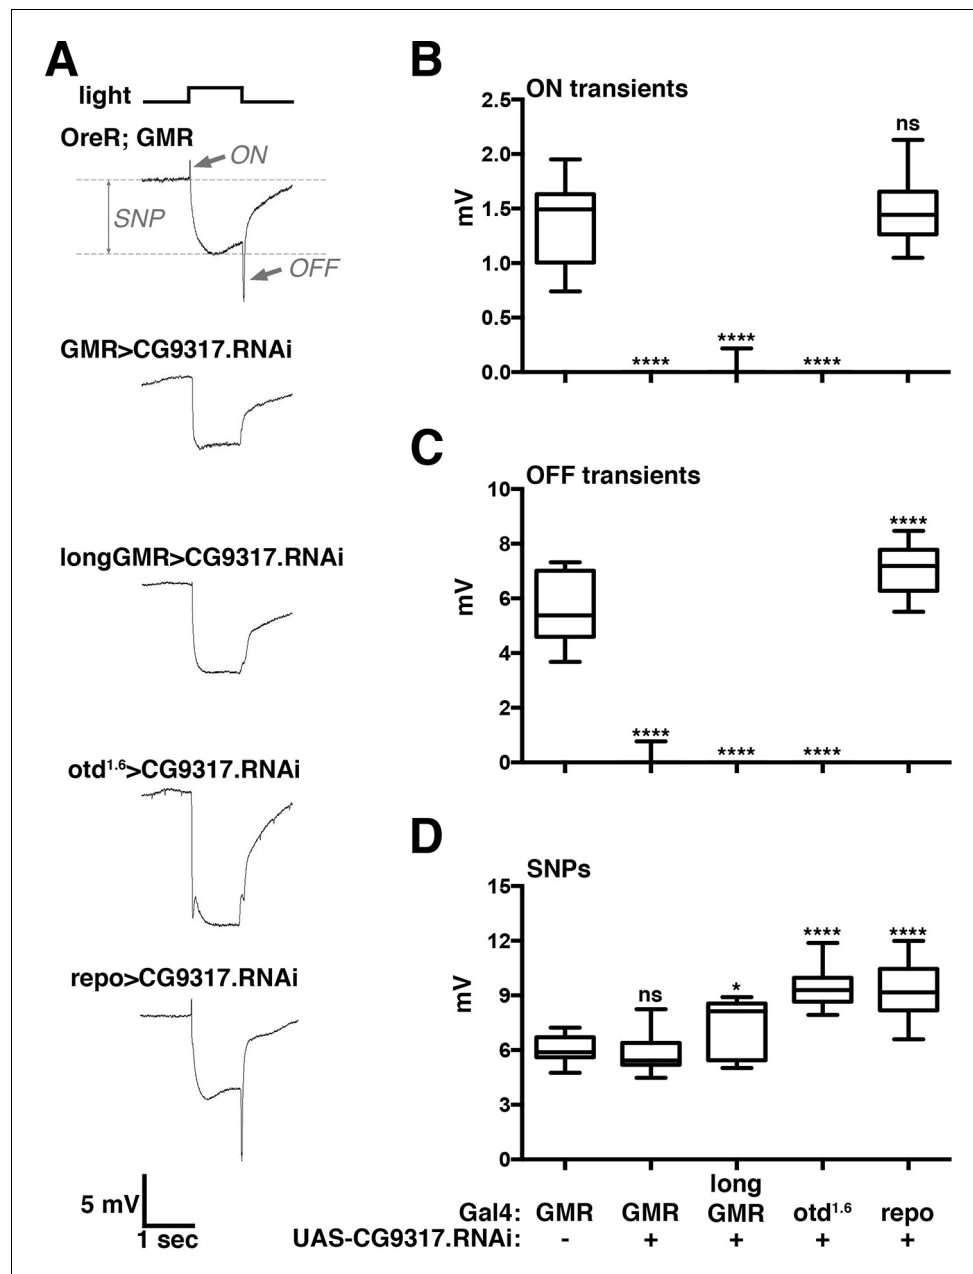 A
light
OreR; GMR
ON
SNP
OFF
GMR>CG9317.RNAi
longGMR>CG9317.RNAi
otd1.6>CG9317.RNAi
repo>CG9317.RNAi
5 mV
1 sec
B
ON transients
mV
2.5
2.0
1.5
1.0
0.5
0.0
****
****
****
ns
C
OFF transients
mV
10
8
6
4
2
0
****
****
****
****
D
SNPs
mV
15
12
9
6
3
0
ns
*
****
****
Gal4: GMR GMR long GMR otd1.6 repo
UAS-CG9317.RNAi: - + + + +